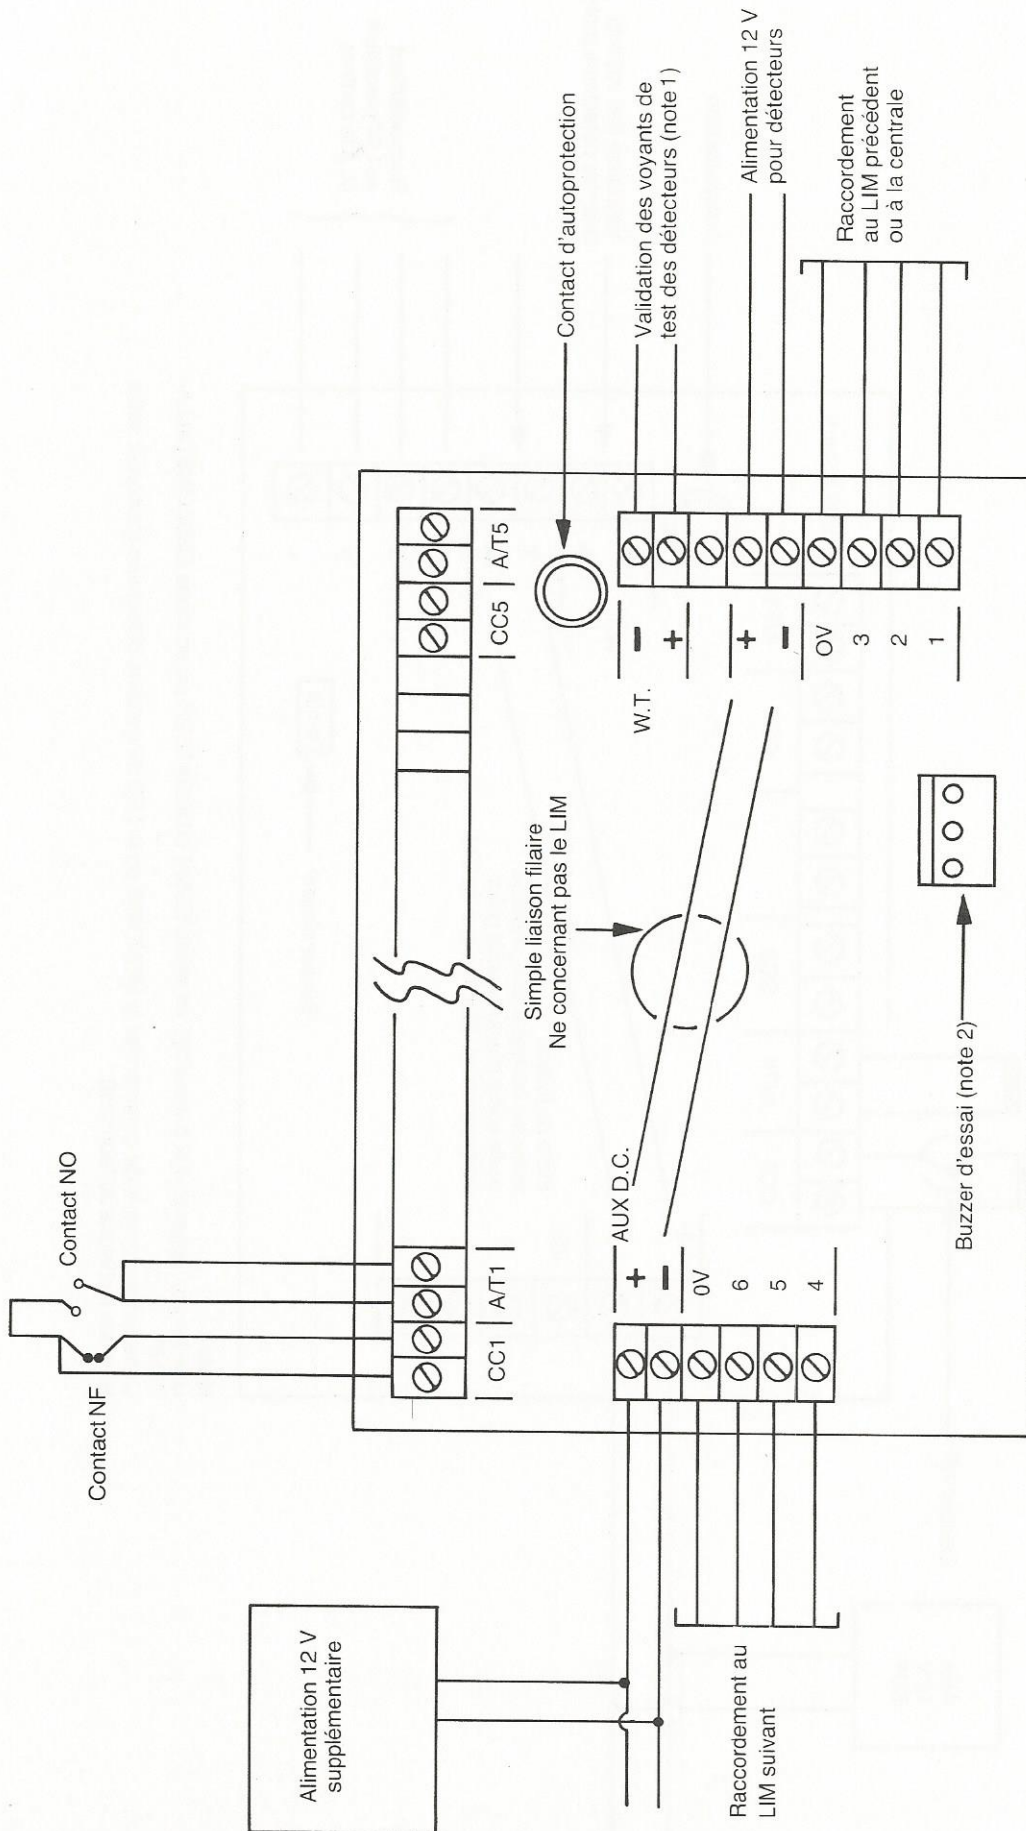 Contact NF
Contact NO
CC1
A/T1
CC5
A/T5
Contact d'autoprotection
Validation des voyants de
test des détecteurs (note 1)
Alimentation 12 V
pour détecteurs
Raccordement
au LIM précédent
ou à la centrale
W.T.
-
+
+
-
OV
3
2
1
Simple liaison filaire
Ne concernant pas le LIM
Alimentation 12 V
supplémentaire
AUX D.C.
+
-
0V
6
5
4
Raccordement au
LIM suivant
Buzzer d'essai (note 2)